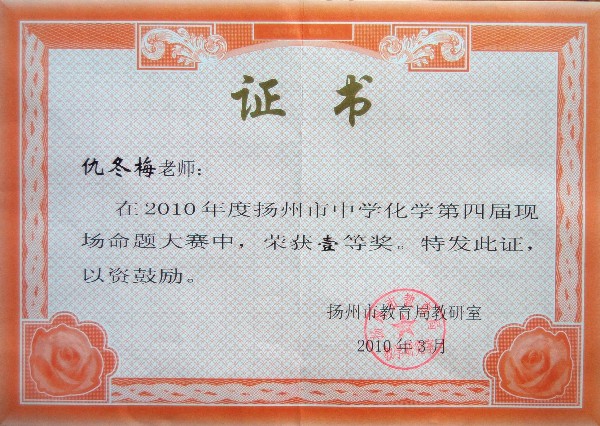 证书
仇冬梅老师：
在2010年度扬州市中学化学第四届现
场命题大赛中，荣获壹等奖。特发此证，
以资鼓励。
扬州市教育局教研室
2010年3月